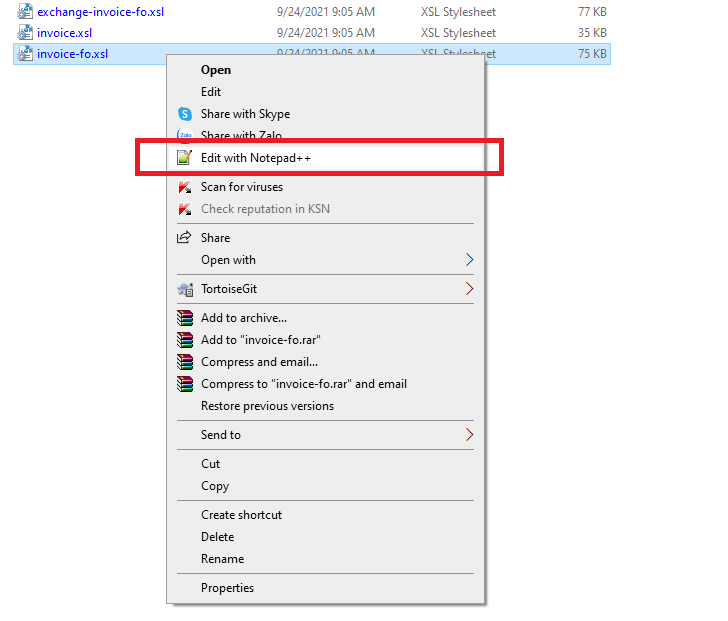 exchange-invoice-fo.xsl 9/24/2021 9:05 AM XSL Stylesheet 77 KB
invoice.xsl 9/24/2021 9:05 AM XSL Stylesheet 35 KB
invoice-fo.xsl 9/24/2021 9:05 AM XSL Stylesheet 75 KB
Open
Edit
Share with Skype
Zalo Share with Zalo
Edit with Notepad++
Scan for viruses
Check reputation in KSN
Share
Open with
TortoiseGit
Add to archive...
Add to "invoice-fo.rar"
Compress and email...
Compress to "invoice-fo.rar" and email
Restore previous versions
Send to
Cut
Copy
Create shortcut
Delete
Rename
Properties